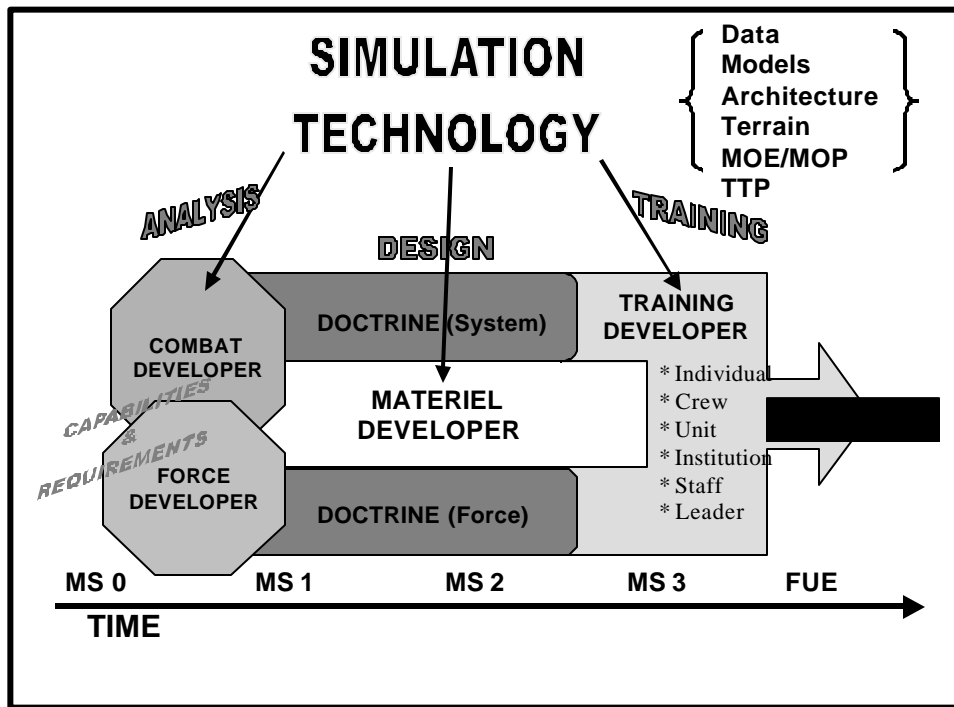 SIMULATION
TECHNOLOGY
Data
Models
Architecture
Terrain
MOE/MOP
TTP
ANALYSIS
DESIGN
TRAINING
DOCTRINE (System)
TRAINING
DEVELOPER
COMBAT
DEVELOPER
* Individual
* Crew
* Unit
* Institution
* Staff
* Leader
MATERIEL
DEVELOPER
CAPABILITIES
&
REQUIREMENTS
FORCE
DEVELOPER
DOCTRINE (Force)
MS 0
MS 1
MS 2
MS 3
FUE
TIME